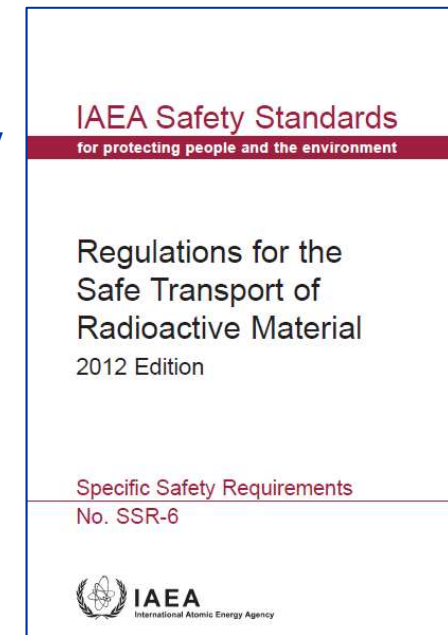 IAEA Safety Standards
for protecting people and the environment
Regulations for the
Safe Transport of
Radioactive Material
2012 Edition
Specific Safety Requirements
No. SSR-6
IAEA
International Atomic Energy Agency